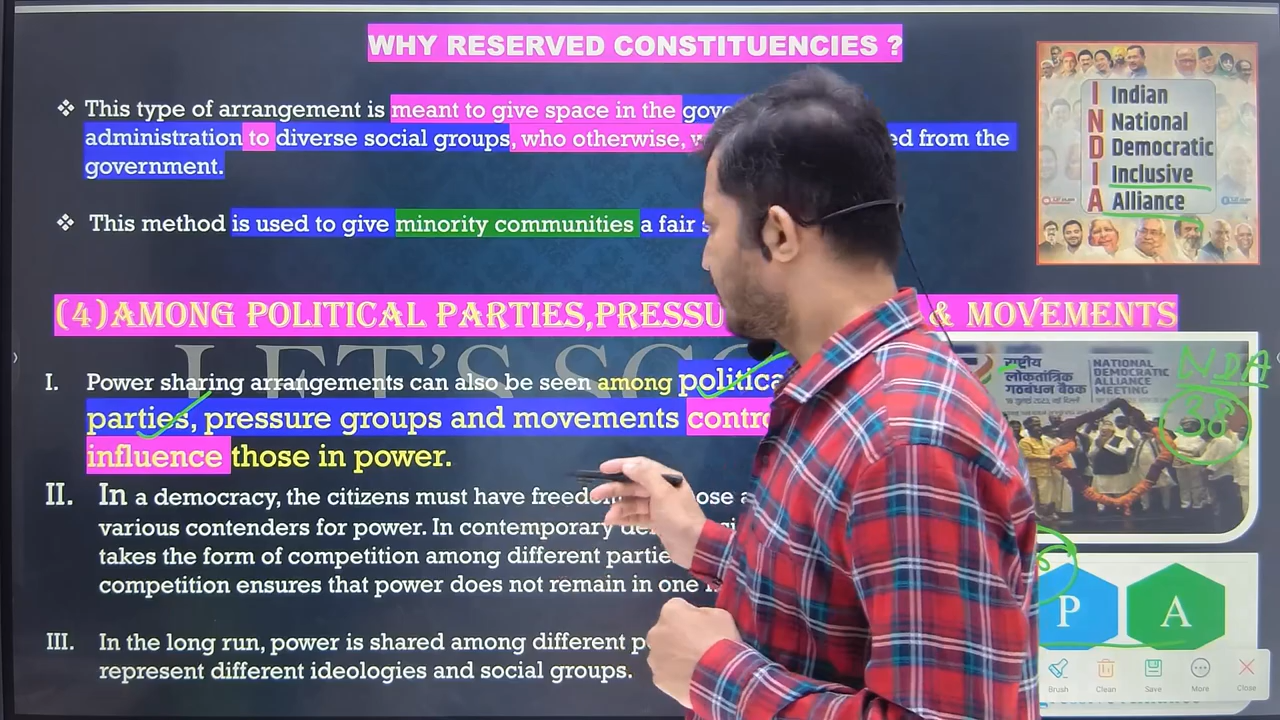 WHY RESERVED CONSTITUENCIES ?
❖ This type of arrangement is meant to give space in the gove
administration to diverse social groups, who otherwise, w ed from the
government.
❖ This method is used to give minority communities a fair s
Indian
National
Democratic
Inclusive
Alliance
I
N
D
I
A
(4)AMONG POLITICAL PARTIES,PRESSU & MOVEMENTS
LET'S SC
I. Power sharing arrangements can also be seen among politica
parties, pressure groups and movements contro
influence those in power.
II. In a democracy, the citizens must have freedom
various contenders for power. In contemporary
takes the form of competition among different partie
competition ensures that power does not remain in one
III. In the long run, power is shared among different p
represent different ideologies and social groups.
राष्ट्रीय
लोकतांत्रिक
गठबंधन बैठक
NATIONAL
DEMOCRATIC
ALLIANCE
MEETING
NDA
38
P A
Brush Clean Save More Close